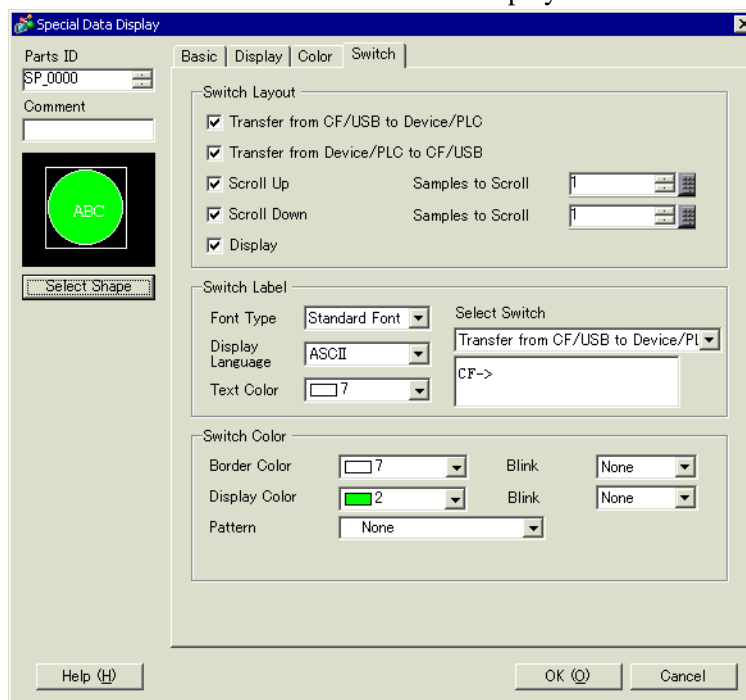 Special Data Display
Parts ID
SP_0000
Comment
ABC
Select Shape
Basic Display Color Switch
Switch Layout
Transfer from CF/USB to Device/PLC
Transfer from Device/PLC to CF/USB
Scroll Up Samples to Scroll 1
Scroll Down Samples to Scroll 1
Display
Switch Label
Font Type Standard Font
Display Language ASCII
Text Color 7
Select Switch
Transfer from CF/USB to Device/PL
CF->
Switch Color
Border Color 7 Blink None
Display Color 2 Blink None
Pattern None
Help (H) OK (O) Cancel